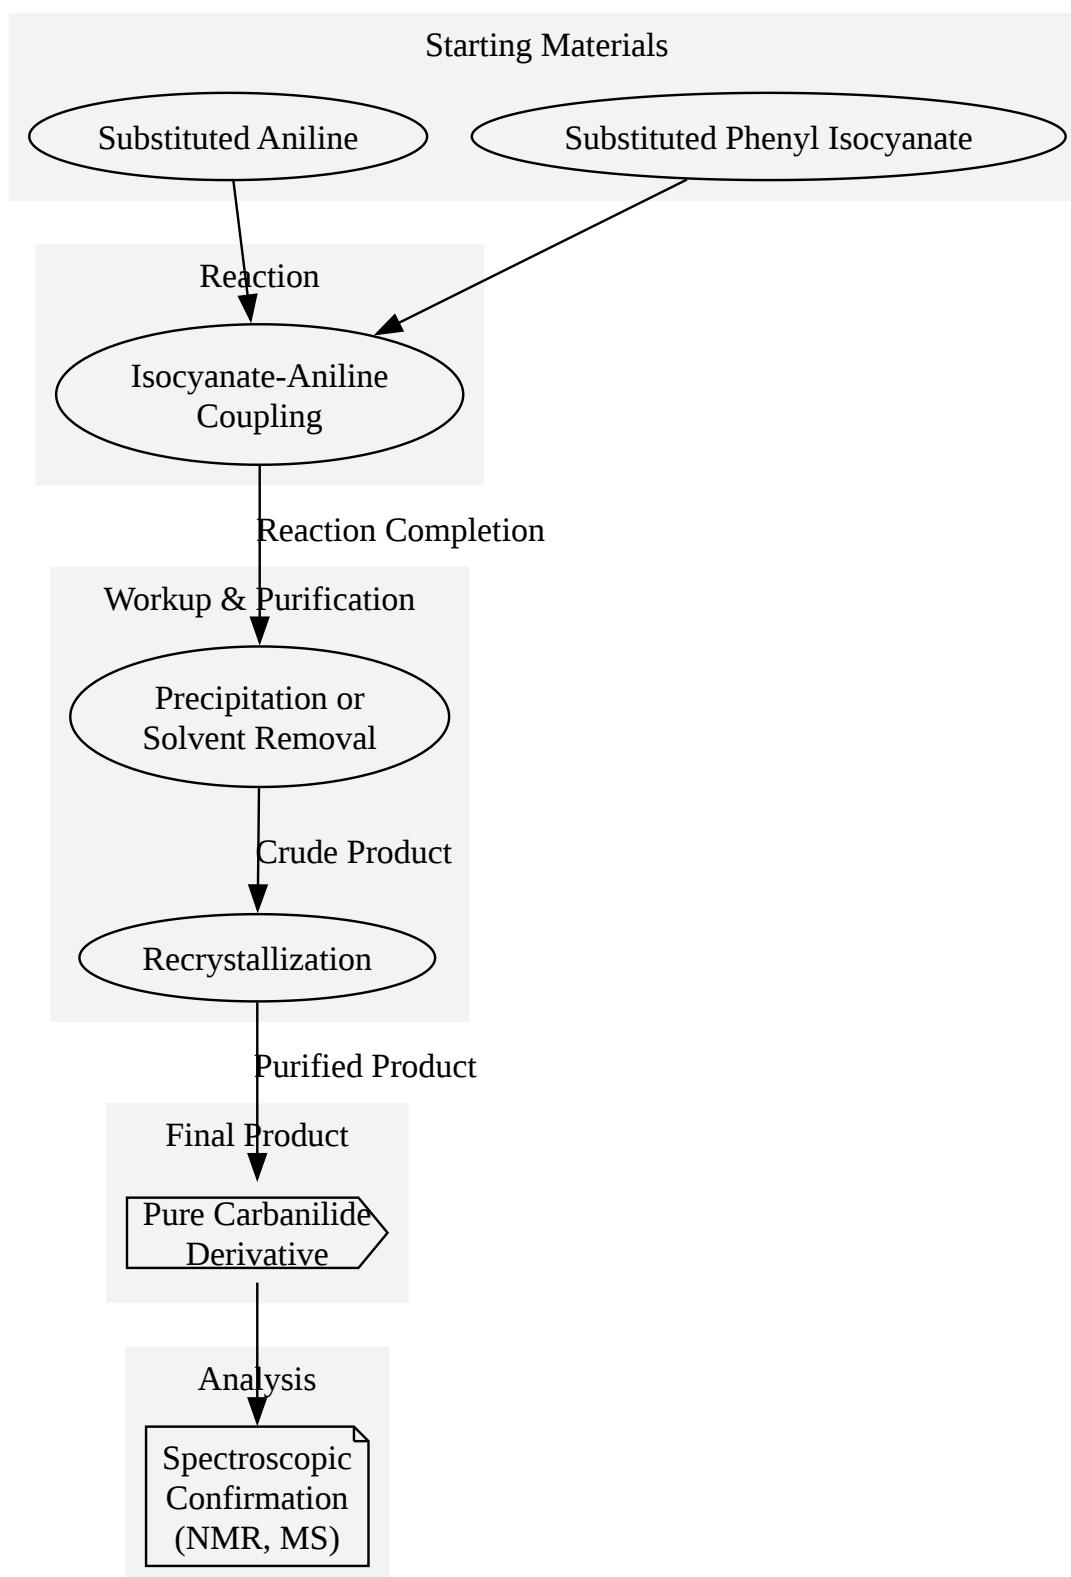 Starting Materials
Substituted Aniline
Substituted Phenyl Isocyanate
Reaction
Isocyanate-Aniline
Coupling
Reaction Completion
Workup & Purification
Precipitation or
Solvent Removal
Crude Product
Recrystallization
Purified Product
Final Product
Pure Carbanilide
Derivative
Analysis
Spectroscopic
Confirmation
(NMR, MS)